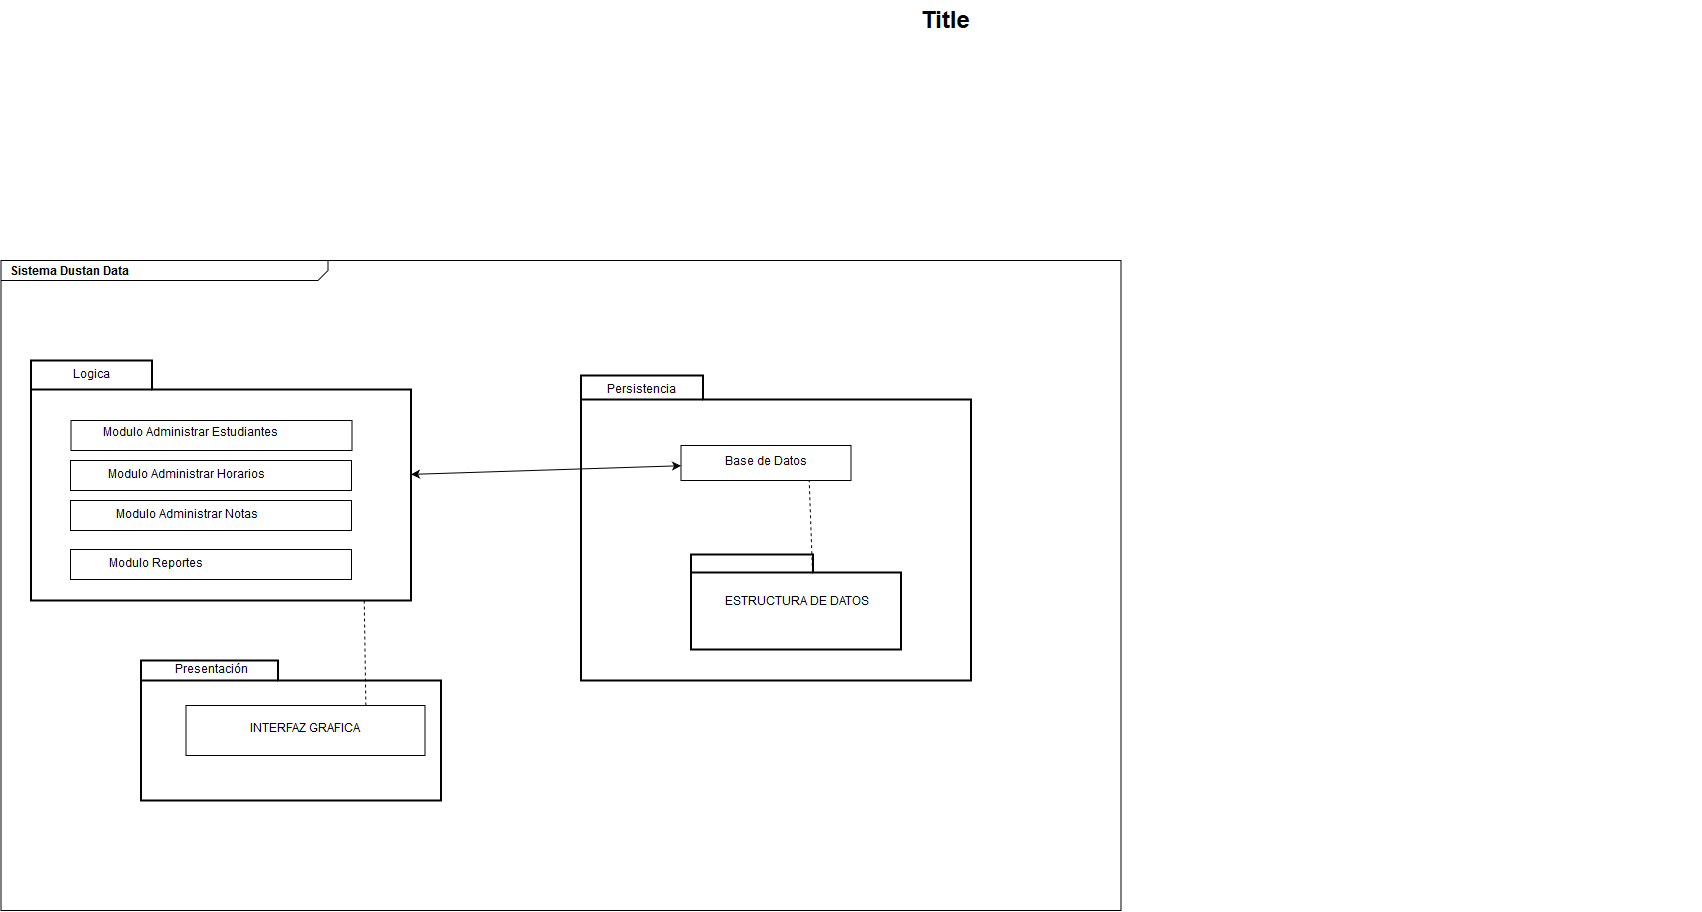 Title
Sistema Dustan Data
Logica
Modulo Administrar Estudiantes
Modulo Administrar Horarios
Modulo Administrar Notas
Modulo Reportes
Persistencia
Base de Datos
ESTRUCTURA DE DATOS
Presentación
INTERFAZ GRAFICA